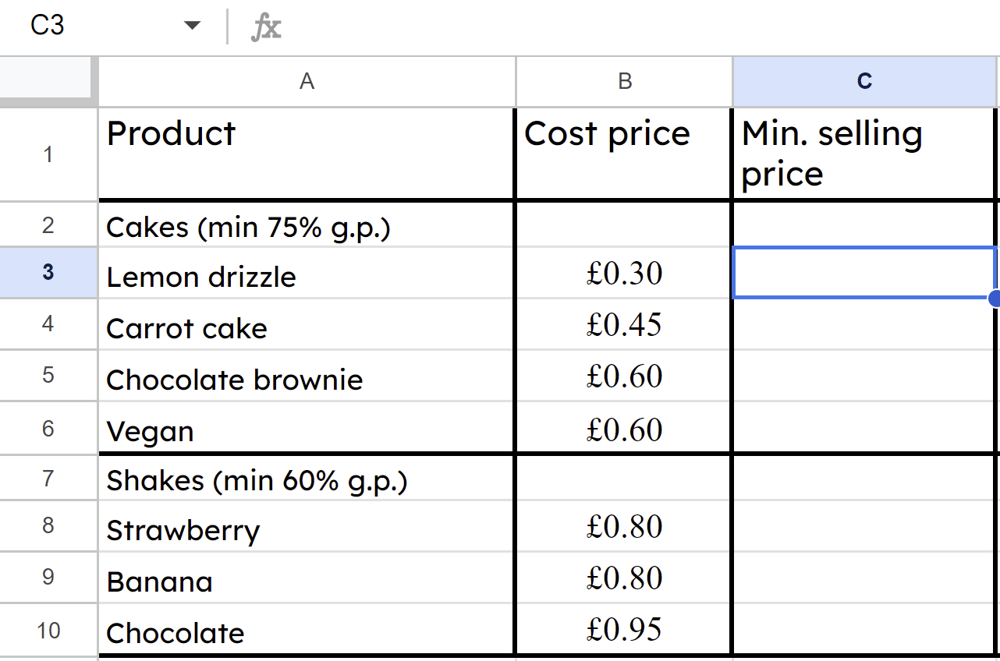 C3 fx
A B C
1 Product Cost price Min. selling
price
2 Cakes (min 75% g.p.)
3 Lemon drizzle £0.30
4 Carrot cake £0.45
5 Chocolate brownie £0.60
6 Vegan £0.60
7 Shakes (min 60% g.p.)
8 Strawberry £0.80
9 Banana £0.80
10 Chocolate £0.95